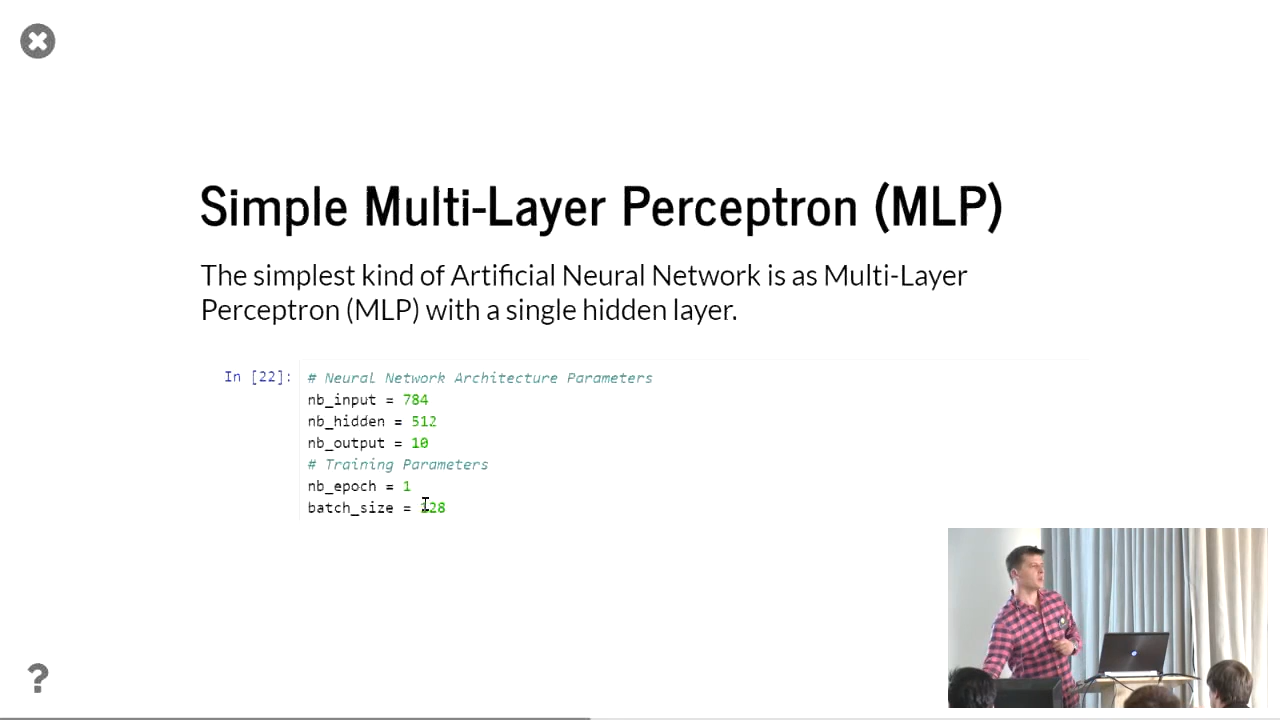 Simple Multi-Layer Perceptron (MLP)
The simplest kind of Artificial Neural Network is as Multi-Layer
Perceptron (MLP) with a single hidden layer.
In [22]:
# Neural Network Architecture Parameters
nb_input = 784
nb_hidden = 512
nb_output = 10
# Training Parameters
nb_epoch = 1
batch_size = 128
?